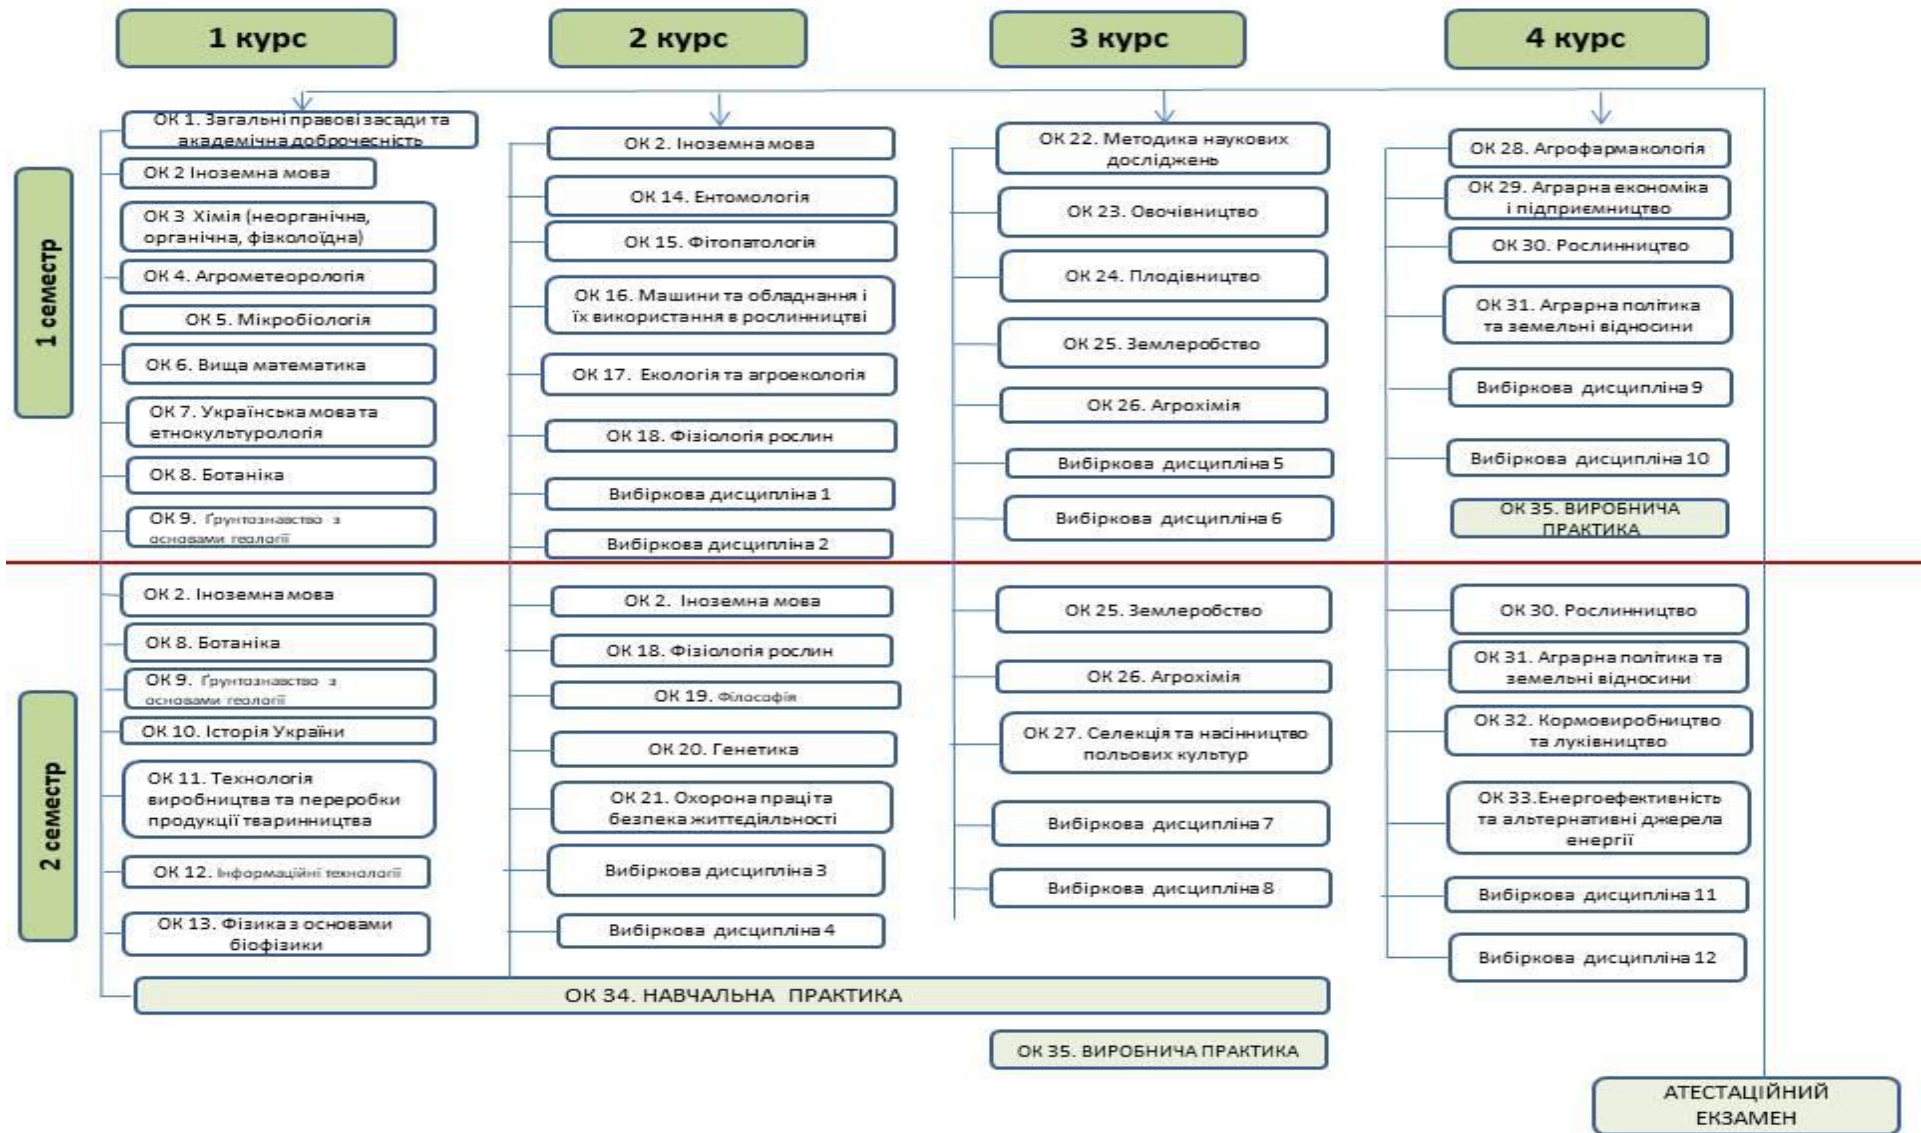 1 курс
2 курс
3 курс
4 курс
1 семестр
ОК 1. Загальні правові засади та
академічна доброчесність
ОК 2 Іноземна мова
ОК 3 Хімія (неорганічна,
органічна, фізколоїдна)
ОК 4. Агрометеорологія
ОК 5. Мікробіологія
ОК 6. Вища математика
ОК 7. Українська мова та
етнокультурологія
ОК 8. Ботаніка
ОК 9. Ґрунтознавство з
основами геології
ОК 2. Іноземна мова
ОК 14. Ентомологія
ОК 15. Фітопатологія
ОК 16. Машини та обладнання і
їх використання в рослинництві
ОК 17. Екологія та агроекологія
ОК 18. Фізіологія рослин
Вибіркова дисципліна 1
Вибіркова дисципліна 2
ОК 22. Методика наукових
досліджень
ОК 23. Овочівництво
ОК 24. Плодівництво
ОК 25. Землеробство
ОК 26. Агрохімія
Вибіркова дисципліна 5
Вибіркова дисципліна 6
ОК 28. Агрофармакологія
ОК 29. Аграрна економіка
і підприємництво
ОК 30. Рослинництво
ОК 31. Аграрна політика
та земельні відносини
Вибіркова дисципліна 9
Вибіркова дисципліна 10
ОК 35. ВИРОБНИЧА
ПРАКТИКА
2 семестр
ОК 2. Іноземна мова
ОК 8. Ботаніка
ОК 9. Ґрунтознавство з
основами геології
ОК 10. Історія України
ОК 11. Технологія
виробництва та переробки
продукції тваринництва
ОК 12. Інформаційні технології
ОК 13. Фізика з основами
біофізики
ОК 2. Іноземна мова
ОК 18. Фізіологія рослин
ОК 19. Філософія
ОК 20. Генетика
ОК 21. Охорона праці та
безпека життєдіяльності
Вибіркова дисципліна 3
Вибіркова дисципліна 4
ОК 25. Землеробство
ОК 26. Агрохімія
ОК 27. Селекція та насінництво
польових культур
Вибіркова дисципліна 7
Вибіркова дисципліна 8
ОК 30. Рослинництво
ОК 31. Аграрна політика та
земельні відносини
ОК 32. Кормовиробництво
та луківництво
ОК 33.Енергоефективність
та альтернативні джерела
енергії
Вибіркова дисципліна 11
Вибіркова дисципліна 12
ОК 34. НАВЧАЛЬНА ПРАКТИКА
ОК 35. ВИРОБНИЧА ПРАКТИКА
АТЕСТАЦІЙНИЙ
ЕКЗАМЕН